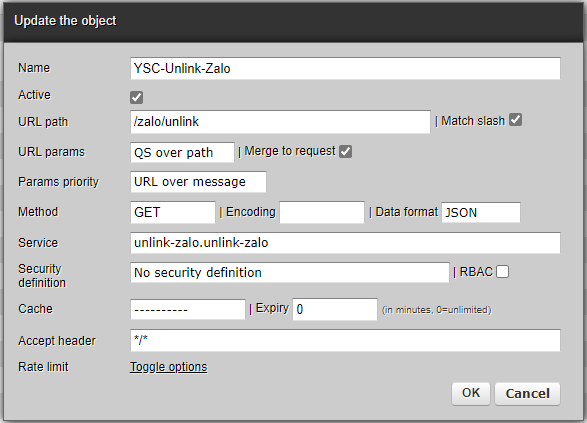 Update the object
Name YSC-Unlink-Zalo
Active
URL path /zalo/unlink | Match slash
URL params QS over path | Merge to request
Params priority URL over message
Method GET | Encoding | Data format JSON
Service unlink-zalo.unlink-zalo
Security
definition No security definition | RBAC
Cache ---------- | Expiry 0 (in minutes, 0=unlimited)
Accept header */*
Rate limit Toggle options
OK Cancel